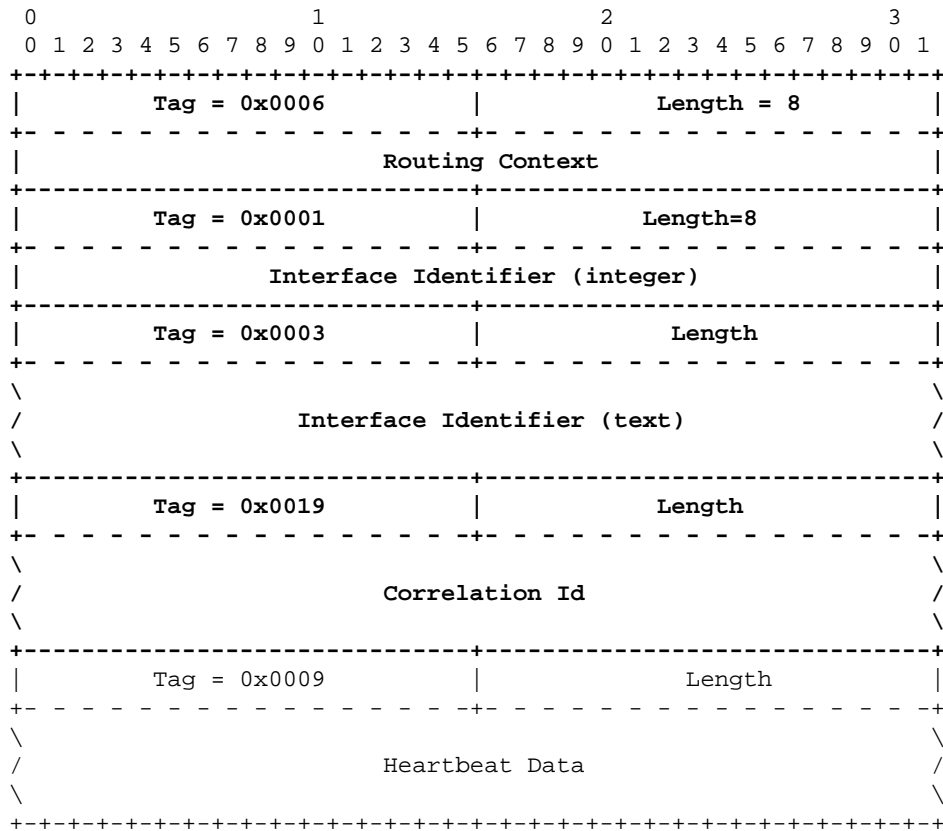 0                   1                   2                   3
0 1 2 3 4 5 6 7 8 9 0 1 2 3 4 5 6 7 8 9 0 1 2 3 4 5 6 7 8 9 0 1
+-+-+-+-+-+-+-+-+-+-+-+-+-+-+-+-+-+-+-+-+-+-+-+-+-+-+-+-+-+-+-+-+
| Tag = 0x0006 | Length = 8 |
+- - - - - - - - - - - - - - - -+- - - - - - - - - - - - - - - -+
| Routing Context |
+-------------------------------+-------------------------------+
| Tag = 0x0001 | Length=8 |
+- - - - - - - - - - - - - - - -+- - - - - - - - - - - - - - - -+
| Interface Identifier (integer) |
+-------------------------------+-------------------------------+
| Tag = 0x0003 | Length |
+- - - - - - - - - - - - - - - -+- - - - - - - - - - - - - - - -+
\ \
/ Interface Identifier (text) /
\ \
+-------------------------------+-------------------------------+
| Tag = 0x0019 | Length |
+- - - - - - - - - - - - - - - -+- - - - - - - - - - - - - - - -+
\ \
/ Correlation Id /
\ \
+-------------------------------+-------------------------------+
| Tag = 0x0009 | Length |
+- - - - - - - - - - - - - - - -+- - - - - - - - - - - - - - - -+
\ \
/ Heartbeat Data /
\ \
+-+-+-+-+-+-+-+-+-+-+-+-+-+-+-+-+-+-+-+-+-+-+-+-+-+-+-+-+-+-+-+-+